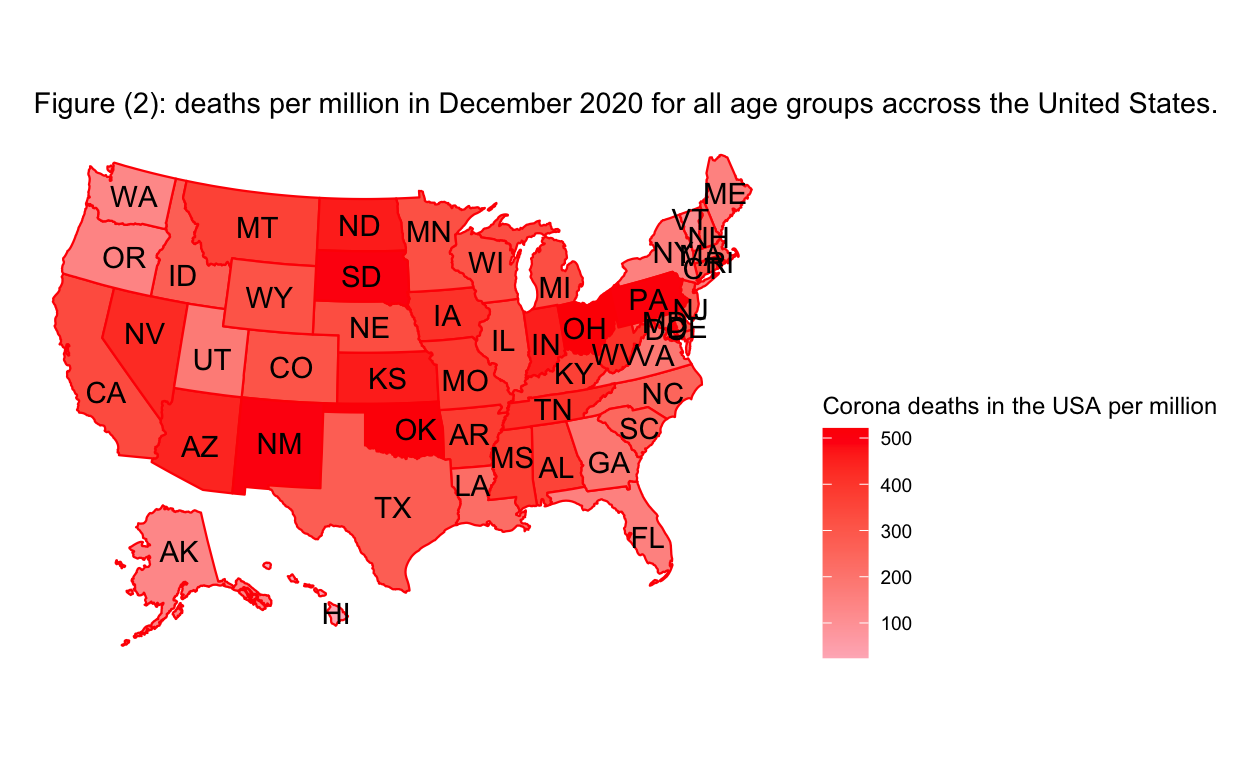 Figure (2): deaths per million in December 2020 for all age groups accross the United States.
WA
MT
ND
MN
ME
VT
NH
OR
ID
SD
WI
NY
MA
CT
RI
WY
MI
PA
NJ
NV
NE
IA
OH
MD
DC
DE
UT
CO
IL
IN
WV
VA
CA
KS
MO
KY
NC
AZ
NM
OK
AR
TN
SC
MS
AL
GA
LA
TX
FL
AK
HI
Corona deaths in the USA per million
500
400
300
200
100